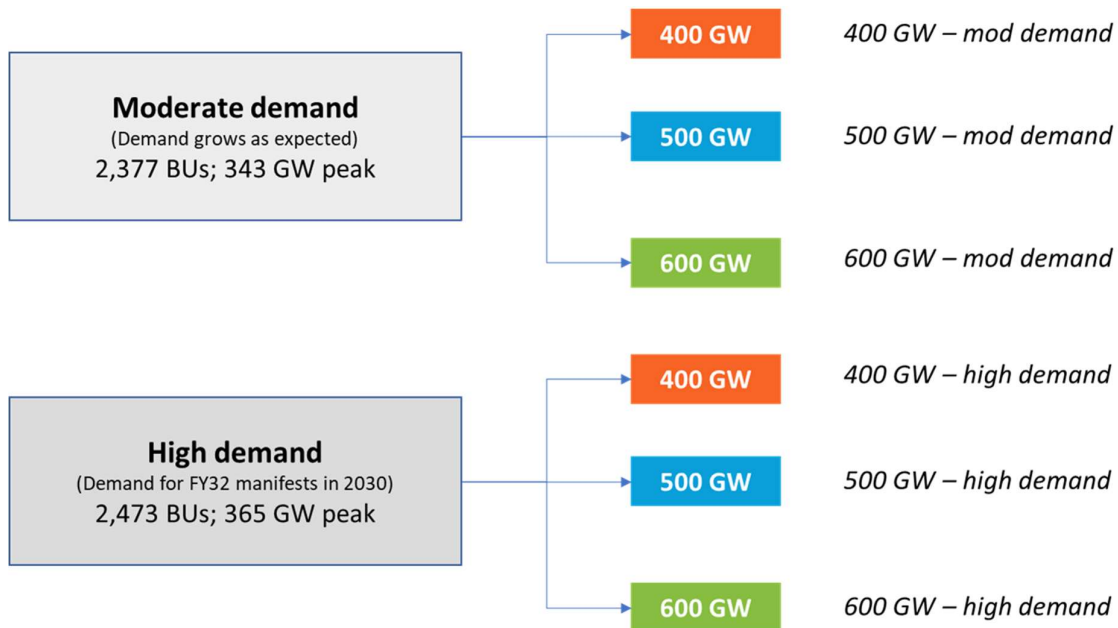 Moderate demand
(Demand grows as expected)
2,377 BUs; 343 GW peak
400 GW
400 GW – mod demand
500 GW
500 GW – mod demand
600 GW
600 GW – mod demand
High demand
(Demand for FY32 manifests in 2030)
2,473 BUs; 365 GW peak
400 GW
400 GW – high demand
500 GW
500 GW – high demand
600 GW
600 GW – high demand